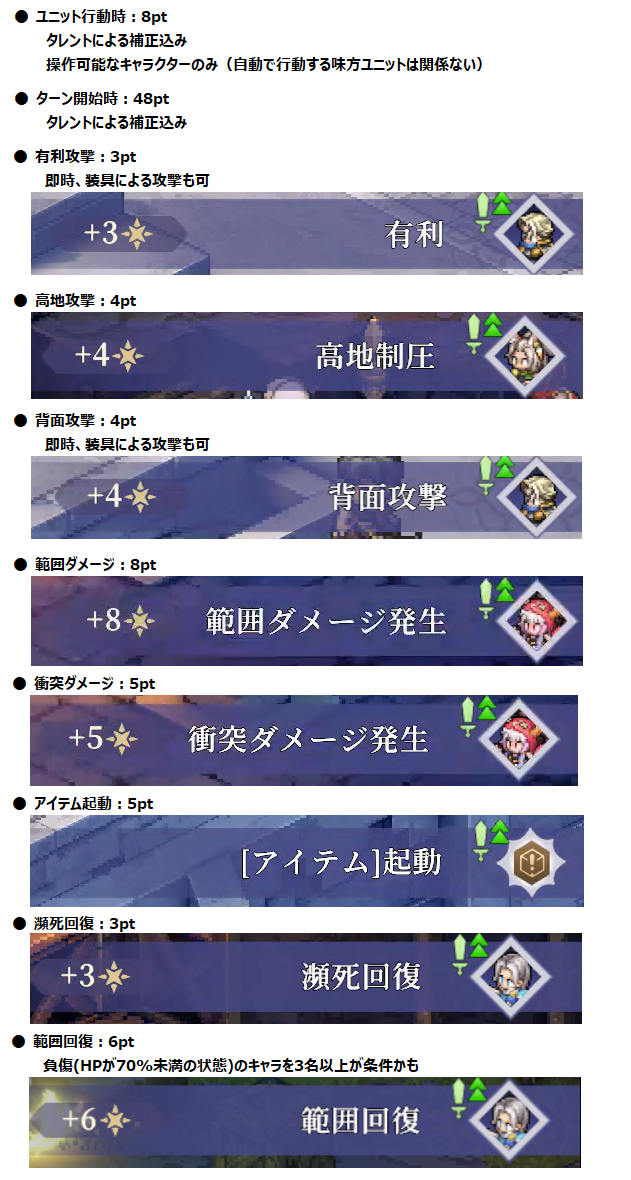 ● ユニット行動時：8pt
タレントによる補正込み
操作可能なキャラクターのみ（自動で行動する味方ユニットは関係ない）
● ターン開始時：48pt
タレントによる補正込み
● 有利攻撃：3pt
即時、装具による攻撃も可
+3 有利
● 高地攻撃：4pt
+4 高地制圧
● 背面攻撃：4pt
即時、装具による攻撃も可
+4 背面攻撃
● 範囲ダメージ：8pt
+8 範囲ダメージ発生
● 衝突ダメージ：5pt
+5 衝突ダメージ発生
● アイテム起動：5pt
[アイテム]起動
● 瀕死回復：3pt
+3 瀕死回復
● 範囲回復：6pt
負傷(HPが70%未満の状態)のキャラを3名以上が条件かも
+6 範囲回復